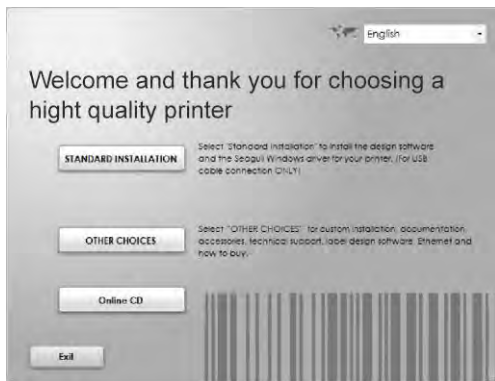 English
Welcome and thank you for choosing a
hight quality printer
STANDARD INSTALLATION
Select "Standard Installation" to install the design software
and the Seagull Windows driver for your printer. (For USB
cable connection ONLY)
OTHER CHOICES
Select "OTHER CHOICES" for custom installation, documentation,
accessories, technical support, label design software, Ethernet and
how to buy.
Online CD
Exit